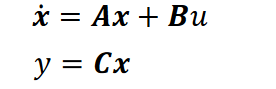 ẋ = Ax + Bu
y = Cx